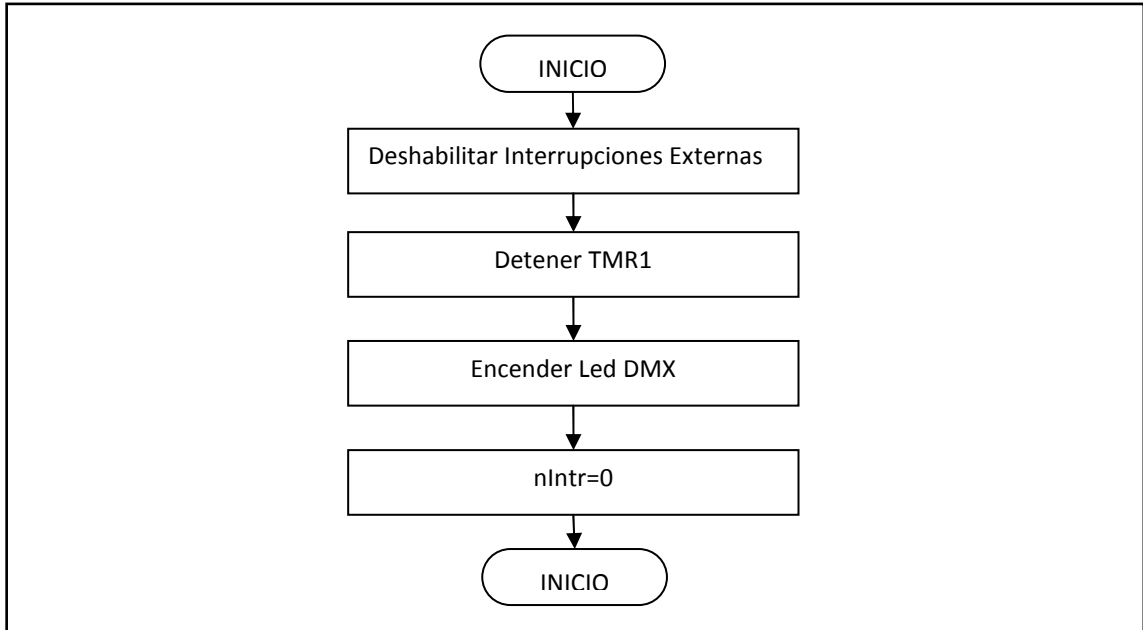 INICIO
Deshabilitar Interrupciones Externas
Detener TMR1
Encender Led DMX
nIntr=0
INICIO